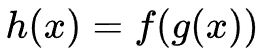 h(x) = f(g(x))